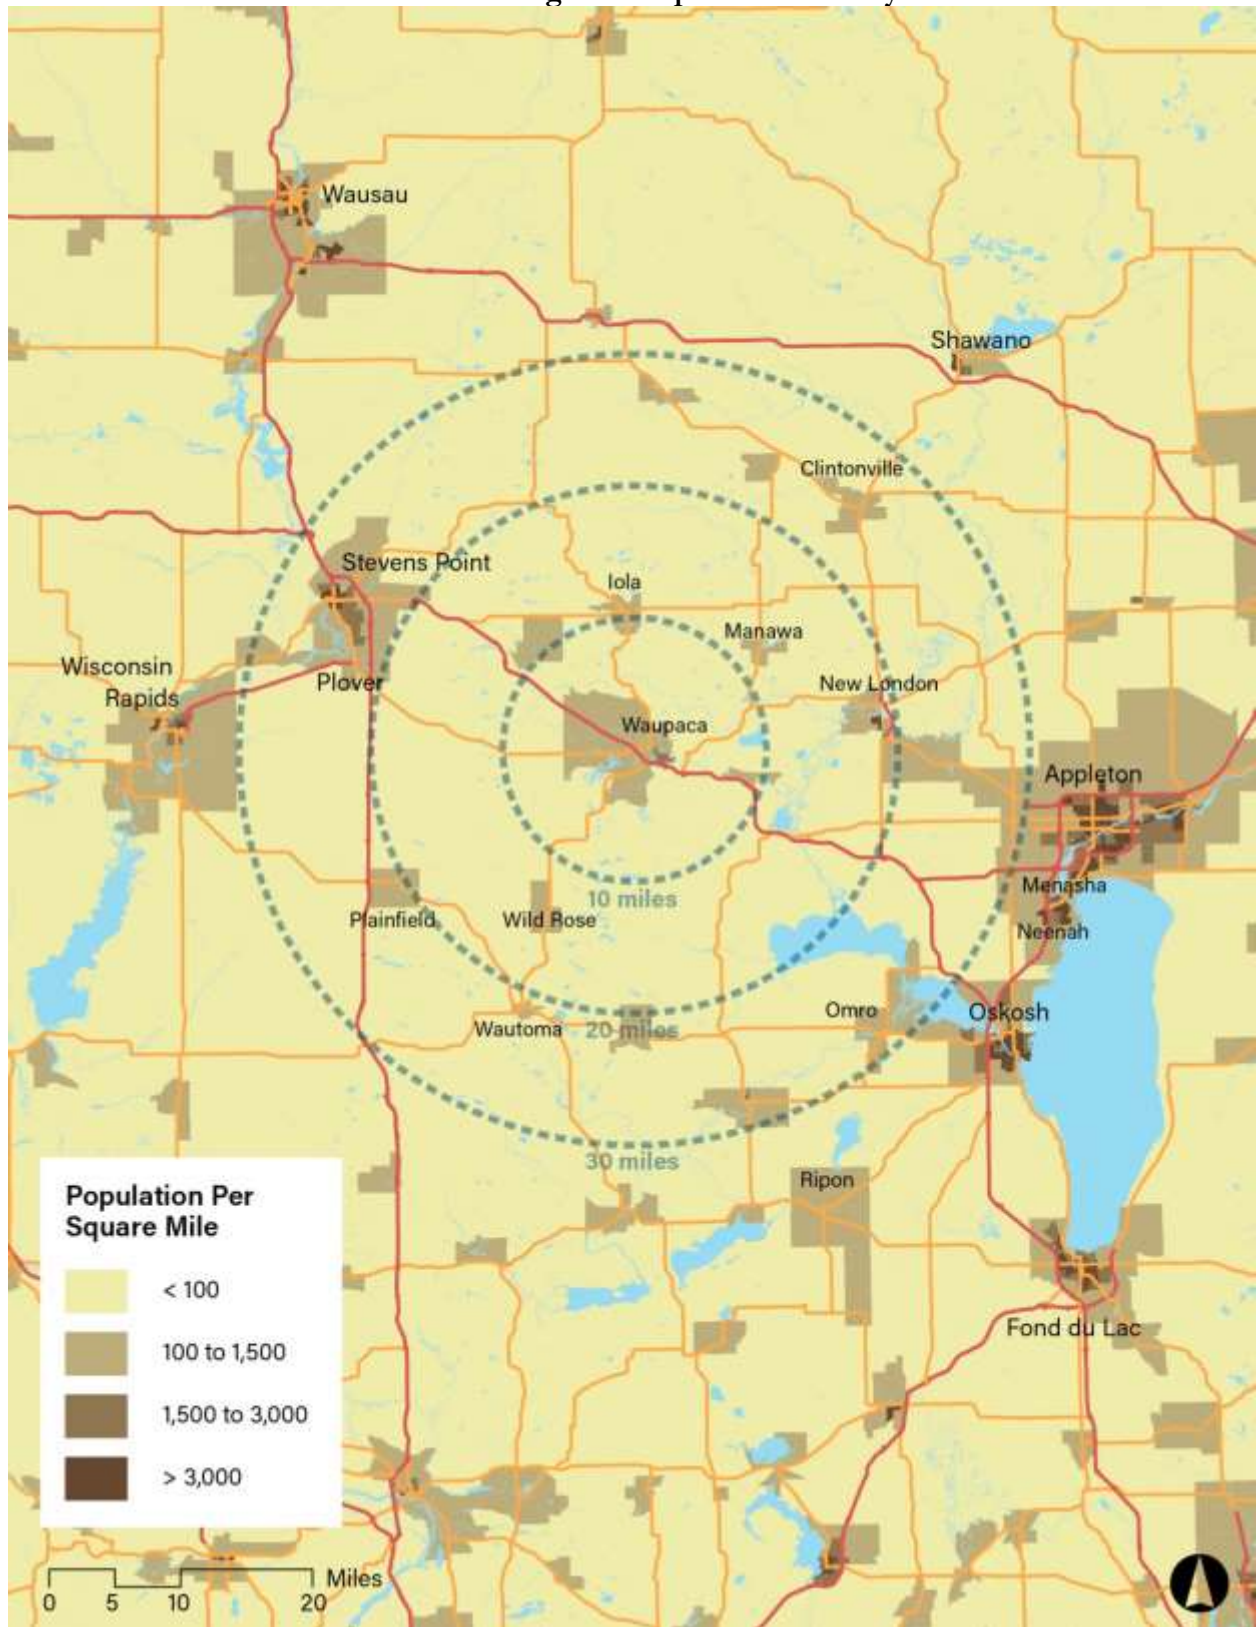 Wausau
Shawano
Clintonville
Stevens Point
Iola
Manawa
Wisconsin
Rapids
Plover
New London
Waupaca
Appleton
Menasha
10 miles
Plainfield
Wild Rose
Neenah
Omro
Oskosh
Wautoma
20 miles
30 miles
Ripon
Population Per
Square Mile
< 100
100 to 1,500
1,500 to 3,000
> 3,000
Fond du Lac
Miles
0 5 10 20